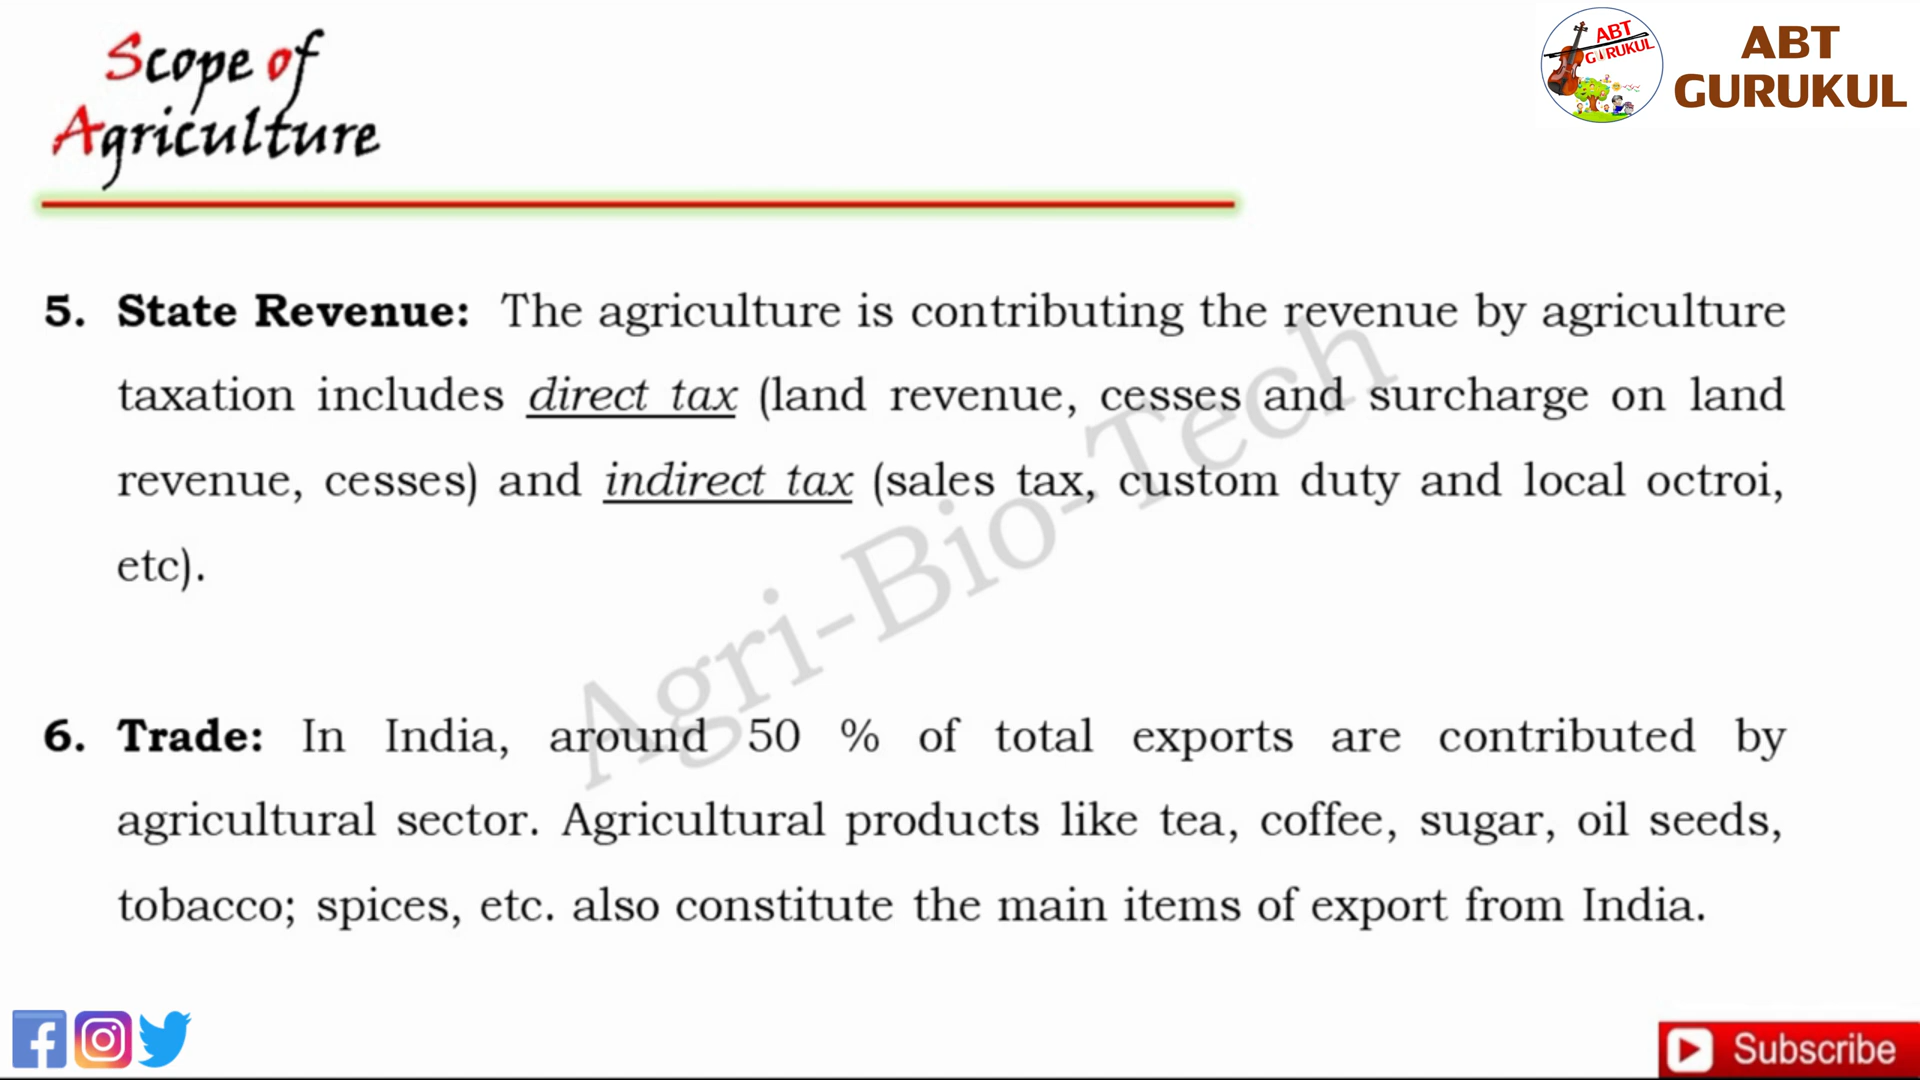 Scope of
Agriculture
ABT
GURUKUL
ABT
GURUKUL
5. State Revenue: The agriculture is contributing the revenue by agriculture
taxation includes direct tax (land revenue, cesses and surcharge on land
revenue, cesses) and indirect tax (sales tax, custom duty and local octroi,
etc).
Agri-Bio-Tech
6. Trade: In India, around 50 % of total exports are contributed by
agricultural sector. Agricultural products like tea, coffee, sugar, oil seeds,
tobacco; spices, etc. also constitute the main items of export from India.
Subscribe